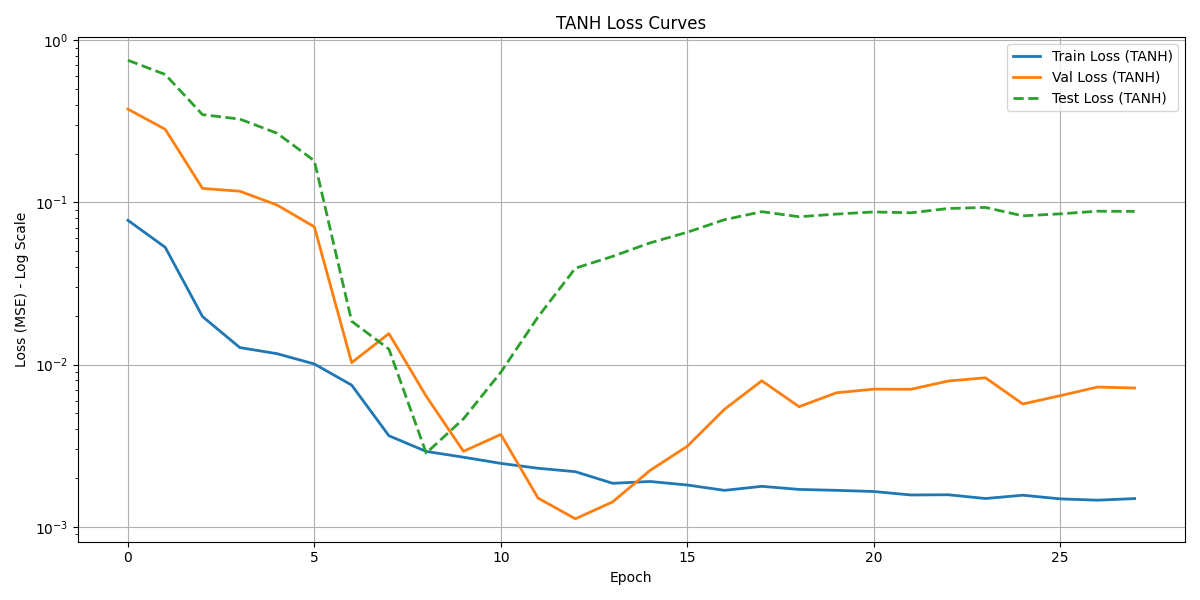 TANH Loss Curves
Train Loss (TANH)
Val Loss (TANH)
Test Loss (TANH)
Loss (MSE) - Log Scale
10⁰
10⁻¹
10⁻²
10⁻³
0 5 10 15 20 25
Epoch